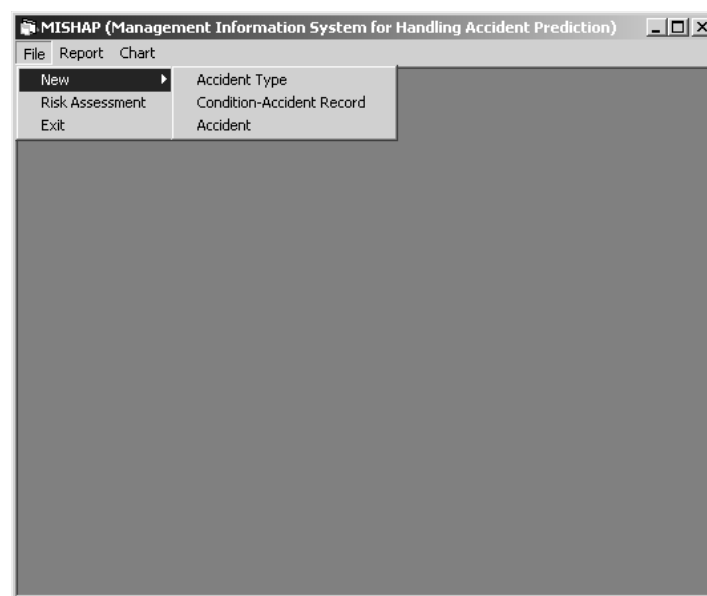 MISHAP (Management Information System for Handling Accident Prediction)
File Report Chart
New
Risk Assessment
Exit
Accident Type
Condition-Accident Record
Accident